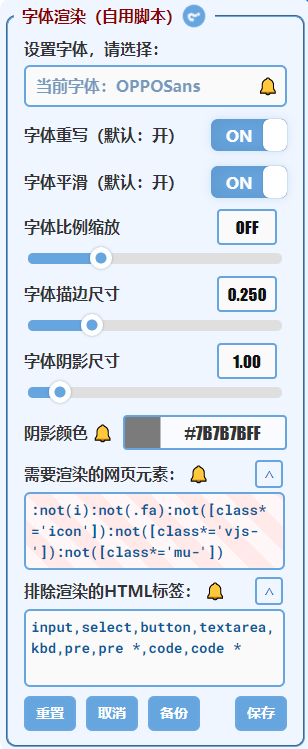 字体渲染（自用脚本）
设置字体，请选择：
当前字体：OPPOSans
字体重写（默认：开） ON
字体平滑（默认：开） ON
字体比例缩放 OFF
字体描边尺寸 0.250
字体阴影尺寸 1.00
阴影颜色 #7B7B7BFF
需要渲染的网页元素：
:not(i):not(.fa):not([class*
='icon']):not([class*='vjs-
']):not([class*='mu-'])
排除渲染的HTML标签：
input,select,button,textarea,
kbd,pre,pre *,code,code *
重置 取消 备份 保存